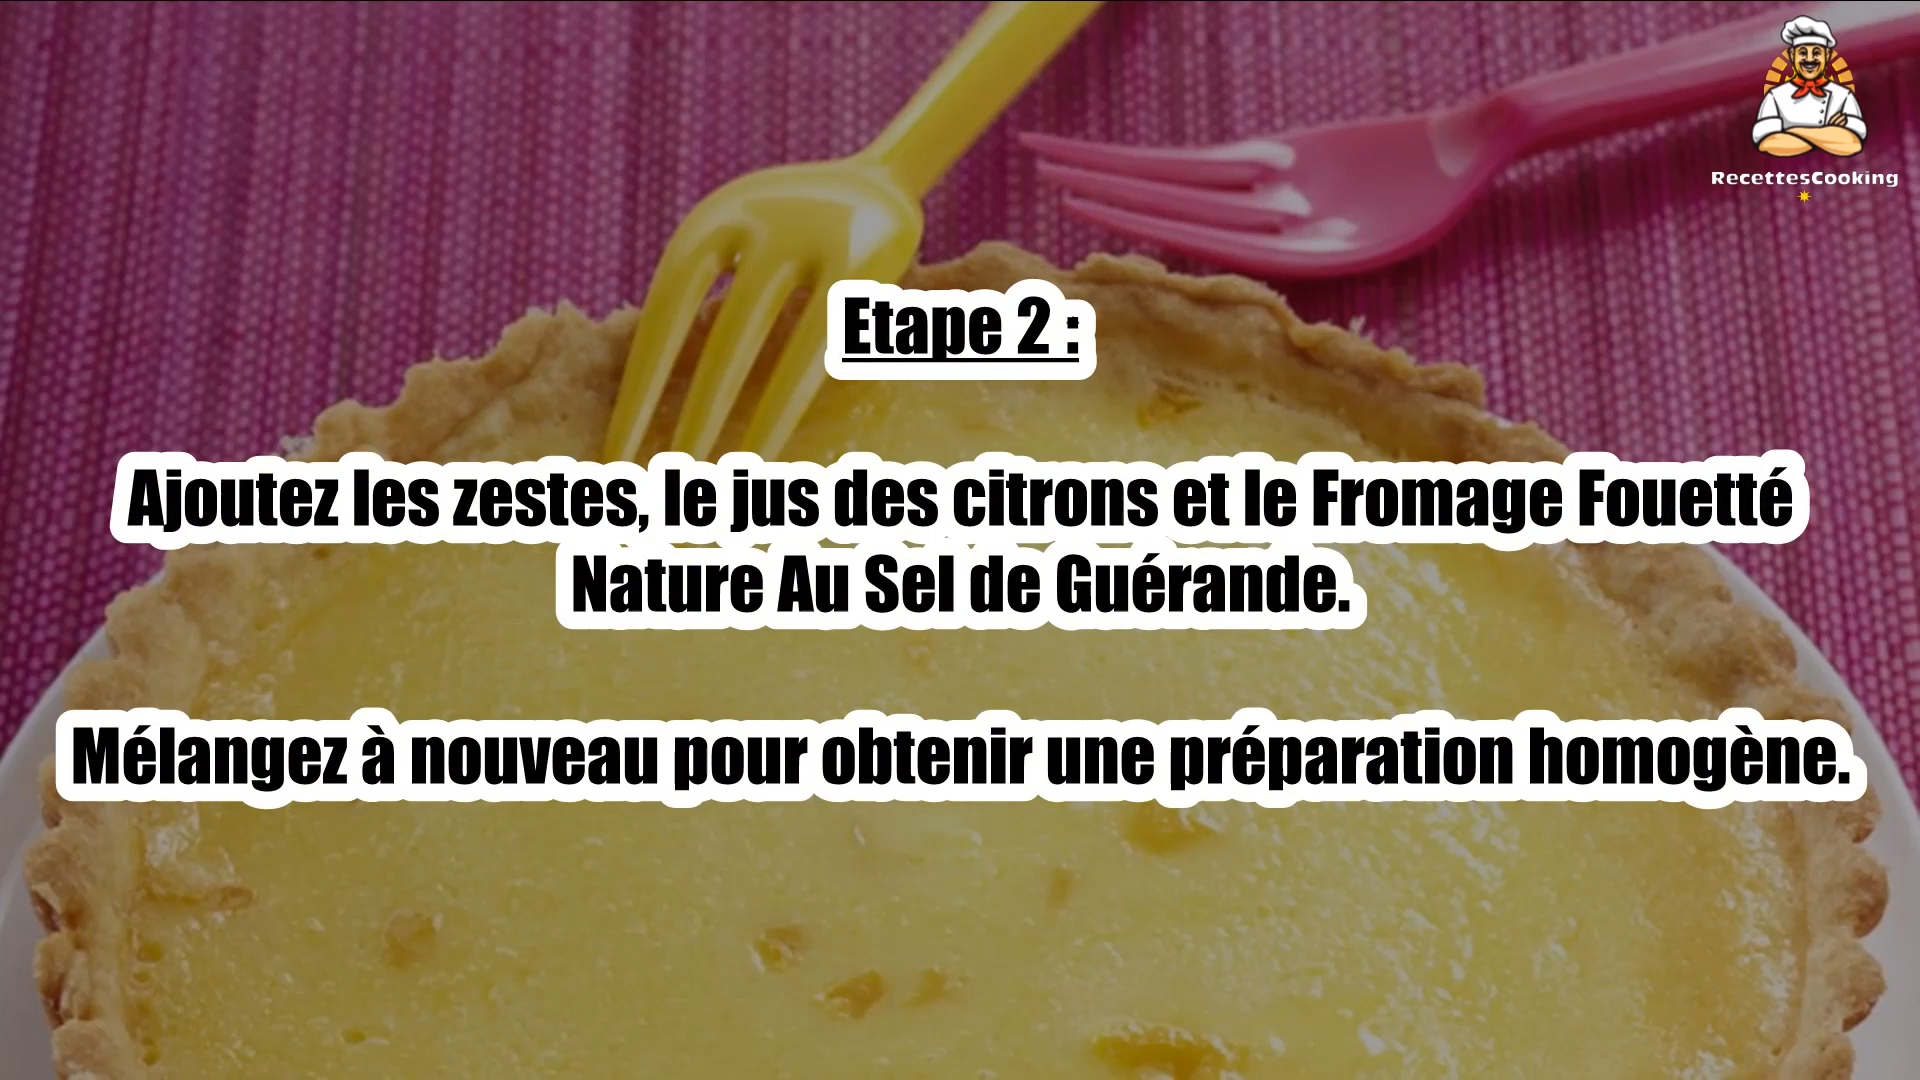 RecettesCooking
Etape 2 :
Ajoutez les zestes, le jus des citrons et le Fromage Fouetté
Nature Au Sel de Guérande.
Mélangez à nouveau pour obtenir une préparation homogène.